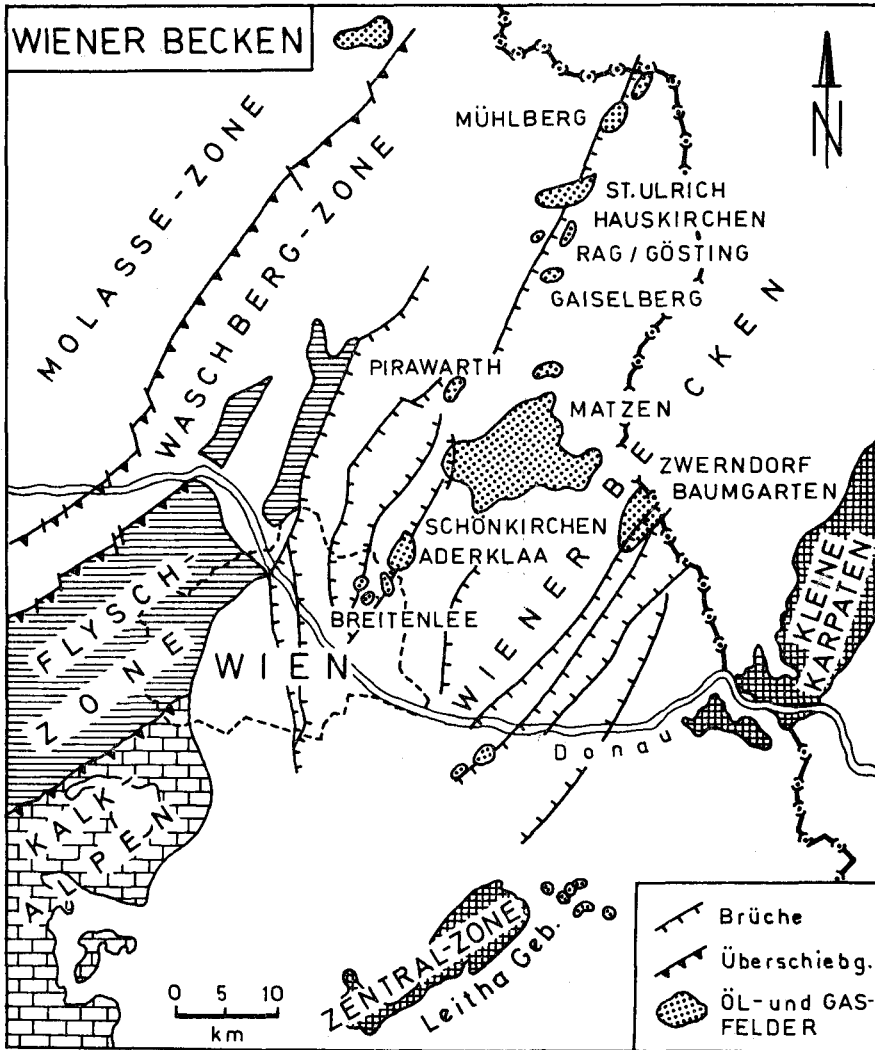 WIENER BECKEN
N
MOLASSE-ZONE
WASCHBERG-ZONE
MÜHLBERG
ST. ULRICH
HAUSKIRCHEN
RAG / GÖSTING
GAISELBERG
PIRAWARTH
MATZEN
ZWERNDORF
BAUMGARTEN
SCHÖNKIRCHEN
ADERKLAA
BREITENLEE
WIENER BECKEN
KLEINE
KARPATEN
FLYSCH-
ZONE
WIEN
Donau
KALK
ALPEN
ZENTRAL-ZONE
Leitha Geb.
0 5 10
km
Brüche
Überschiebg.
ÖL- und GAS-
FELDER